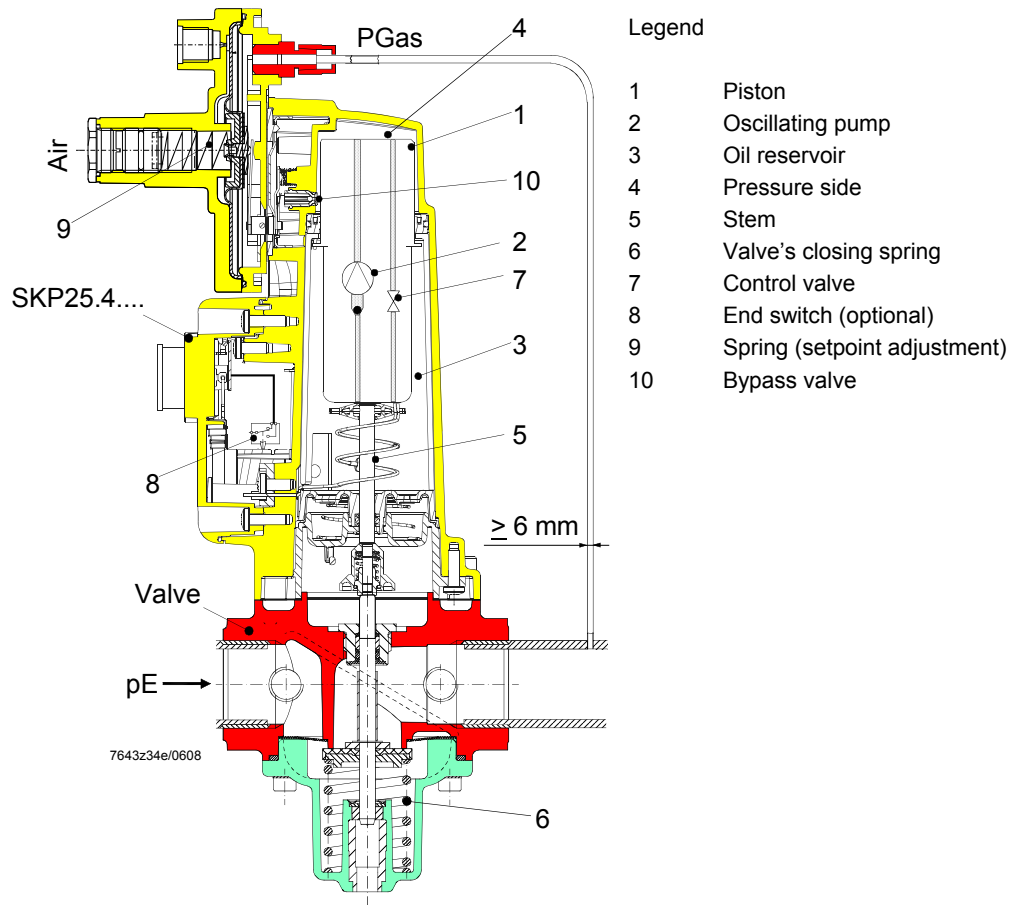 PGas
4
1
10
2
7
3
5
Air
9
SKP25.4....
8
≥ 6 mm
Valve
pE
7643z34e/0608
6
Legend
1 Piston
2 Oscillating pump
3 Oil reservoir
4 Pressure side
5 Stem
6 Valve's closing spring
7 Control valve
8 End switch (optional)
9 Spring (setpoint adjustment)
10 Bypass valve